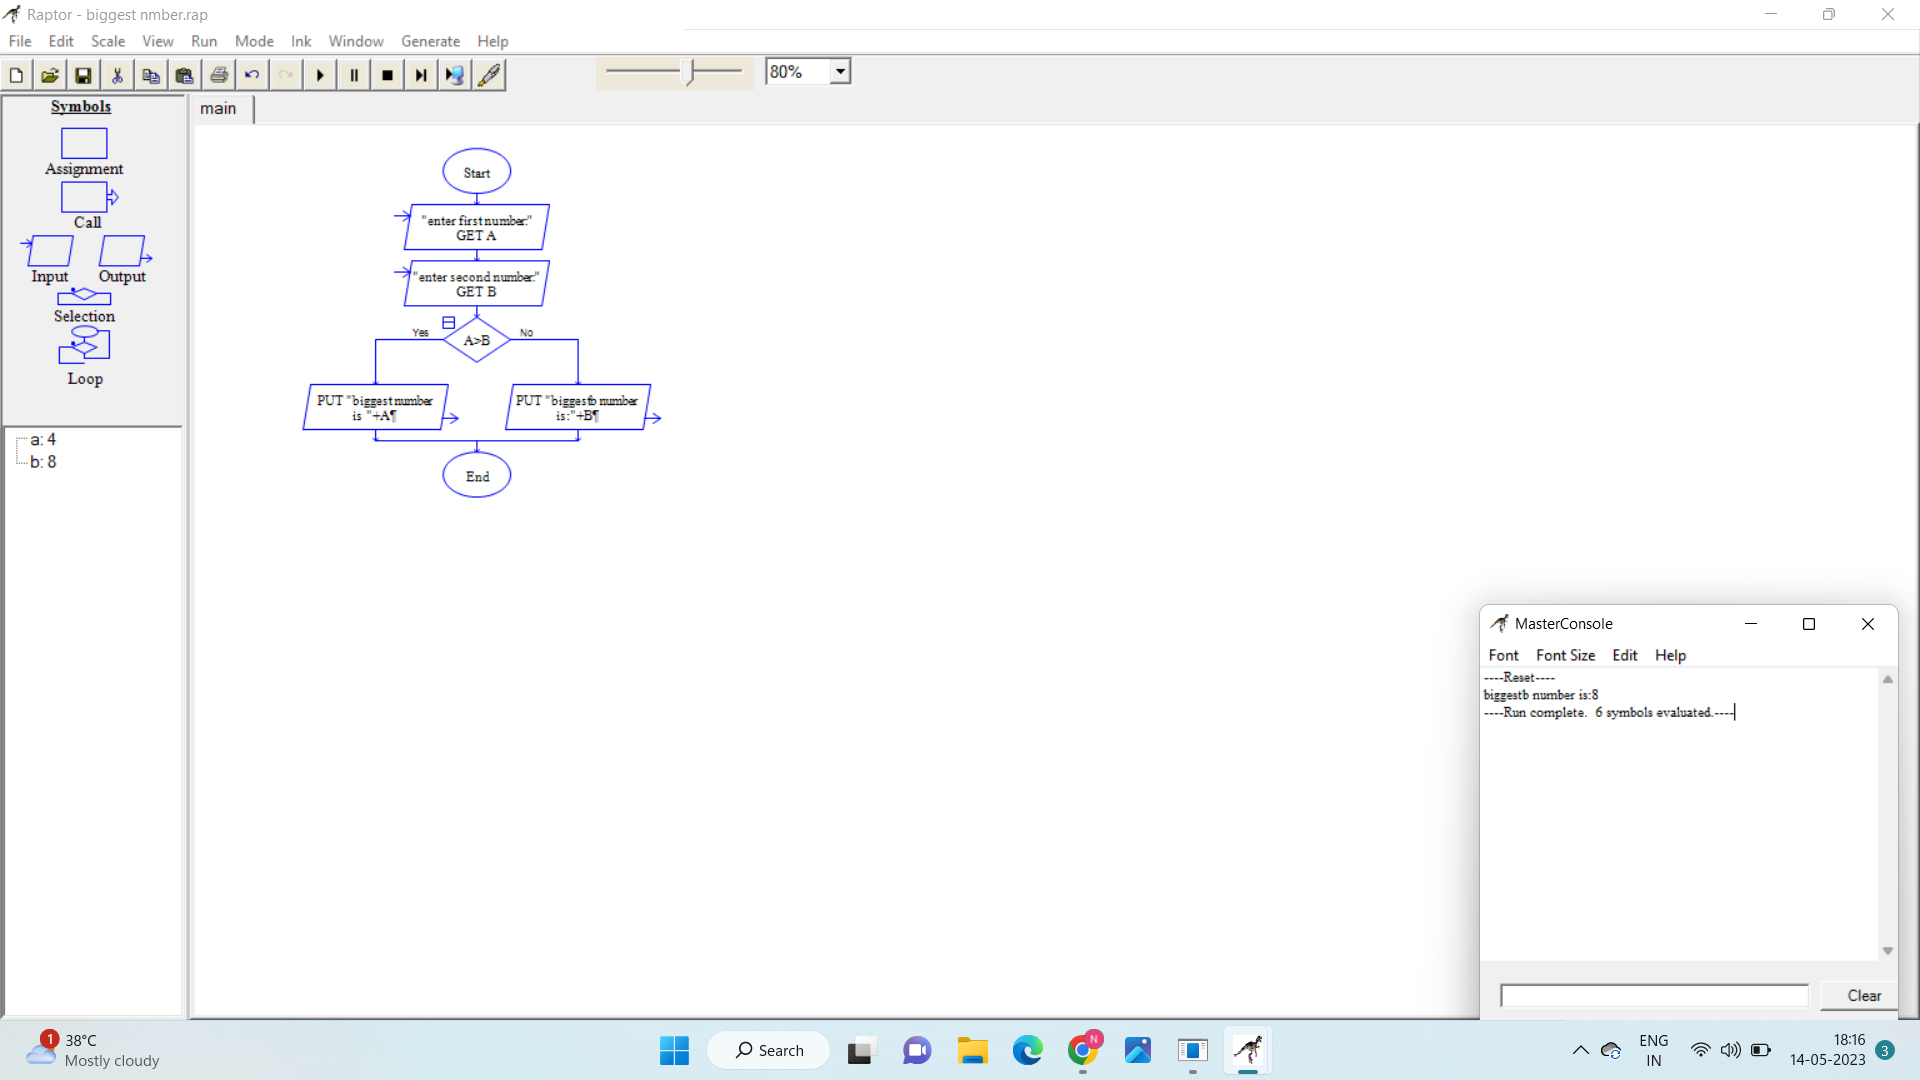 Raptor - biggest nmber.rap
File Edit Scale View Run Mode Ink Window Generate Help
80%
Symbols
main
Assignment
Call
Input Output
Selection
Loop
a: 4
b: 8
Start
"enter first number:"
GET A
"enter second number:"
GET B
Yes
No
A>B
PUT "biggest number
is "+A¶
PUT "biggestb number
is:"+B¶
End
MasterConsole
Font Font Size Edit Help
----Reset----
biggestb number is:8
----Run complete.  6 symbols evaluated.----
Clear
1
38°C
Mostly cloudy
Search
N
ENG
IN
18:16
14-05-2023
3